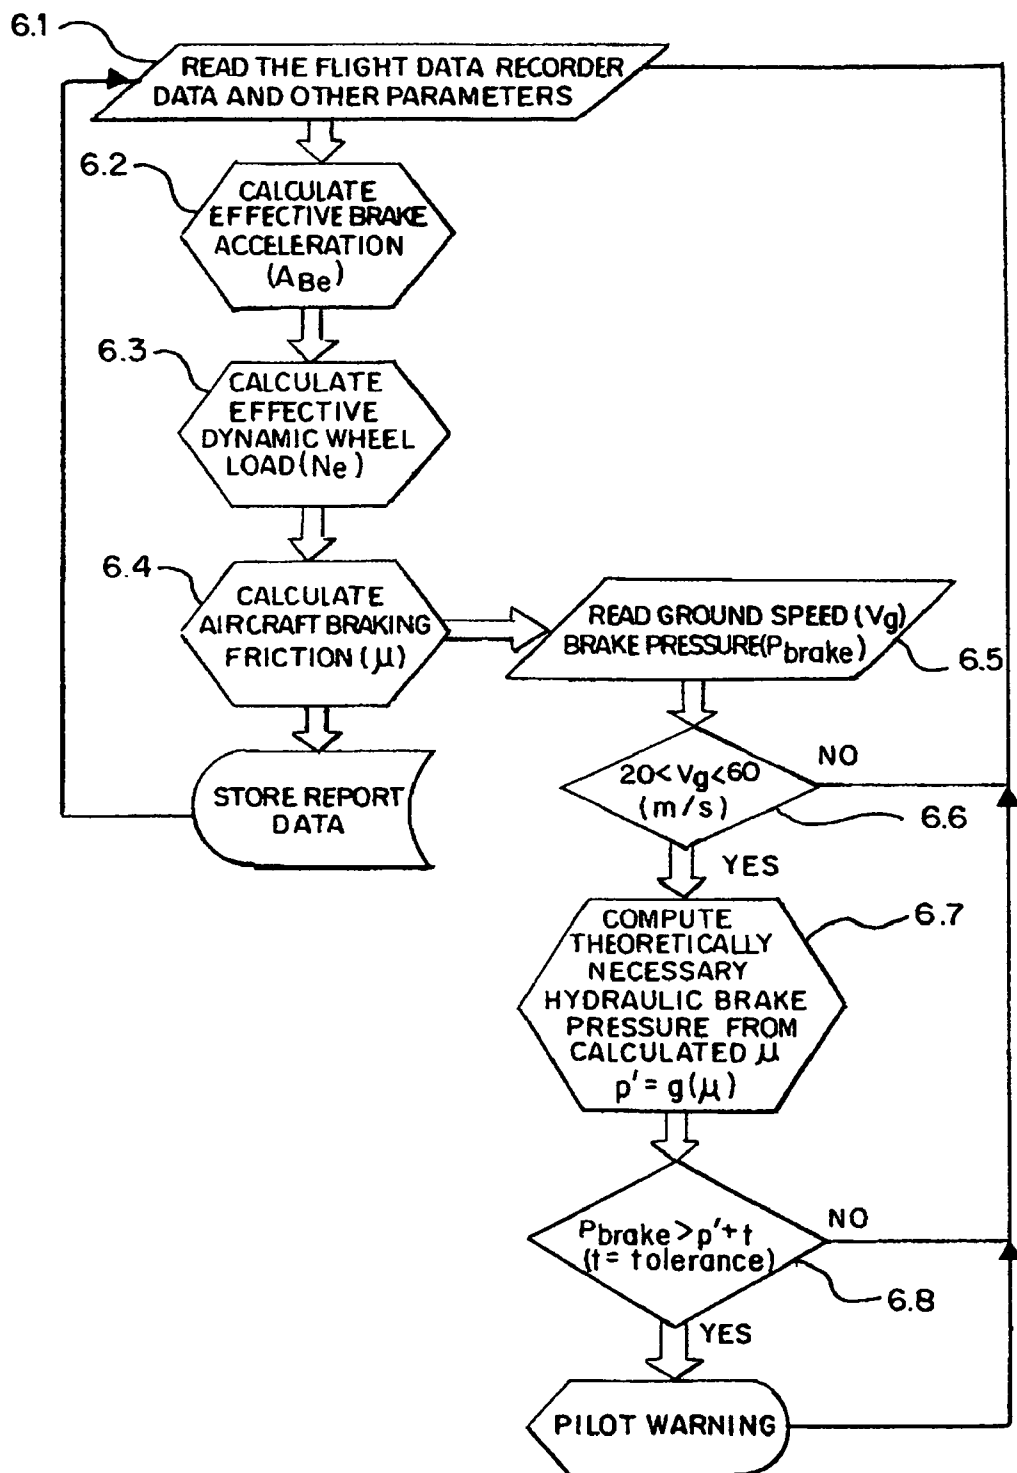 6.1
READ THE FLIGHT DATA RECORDER
DATA AND OTHER PARAMETERS
6.2
CALCULATE
EFFECTIVE BRAKE
ACCELERATION
(ABe)
6.3
CALCULATE
EFFECTIVE
DYNAMIC WHEEL
LOAD(Ne)
6.4
CALCULATE
AIRCRAFT BRAKING
FRICTION(μ)
STORE REPORT
DATA
READ GROUND SPEED (Vg)
BRAKE PRESSURE(Pbrake)
6.5
20<Vg<60
(m/s)
NO
6.6
YES
COMPUTE
THEORETICALLY
NECESSARY
HYDRAULIC BRAKE
PRESSURE FROM
CALCULATED μ
p'=g(μ)
6.7
Pbrake>p'+t
(t=tolerance)
NO
6.8
YES
PILOT WARNING